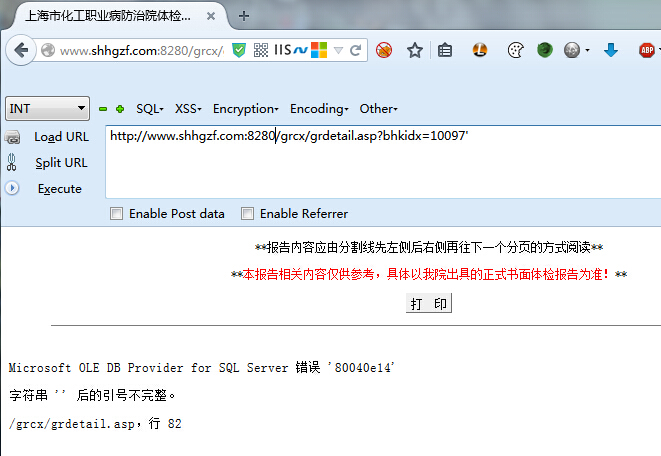 上海市化工职业病防治院体检...
www.shhgzf.com:8280/grcx/
IIS
ABP
INT
SQL
XSS
Encryption
Encoding
Other
Load URL
http://www.shhgzf.com:8280/grcx/grdetail.asp?bhkidx=10097'
Split URL
Execute
Enable Post data
Enable Referrer
**报告内容应由分割线先左侧后右侧再往下一个分页的方式阅读**
**本报告相关内容仅供参考，具体以我院出具的正式书面体检报告为准！**
打 印
Microsoft OLE DB Provider for SQL Server 错误 '80040e14'
字符串 '' 后的引号不完整。
/grcx/grdetail.asp，行 82